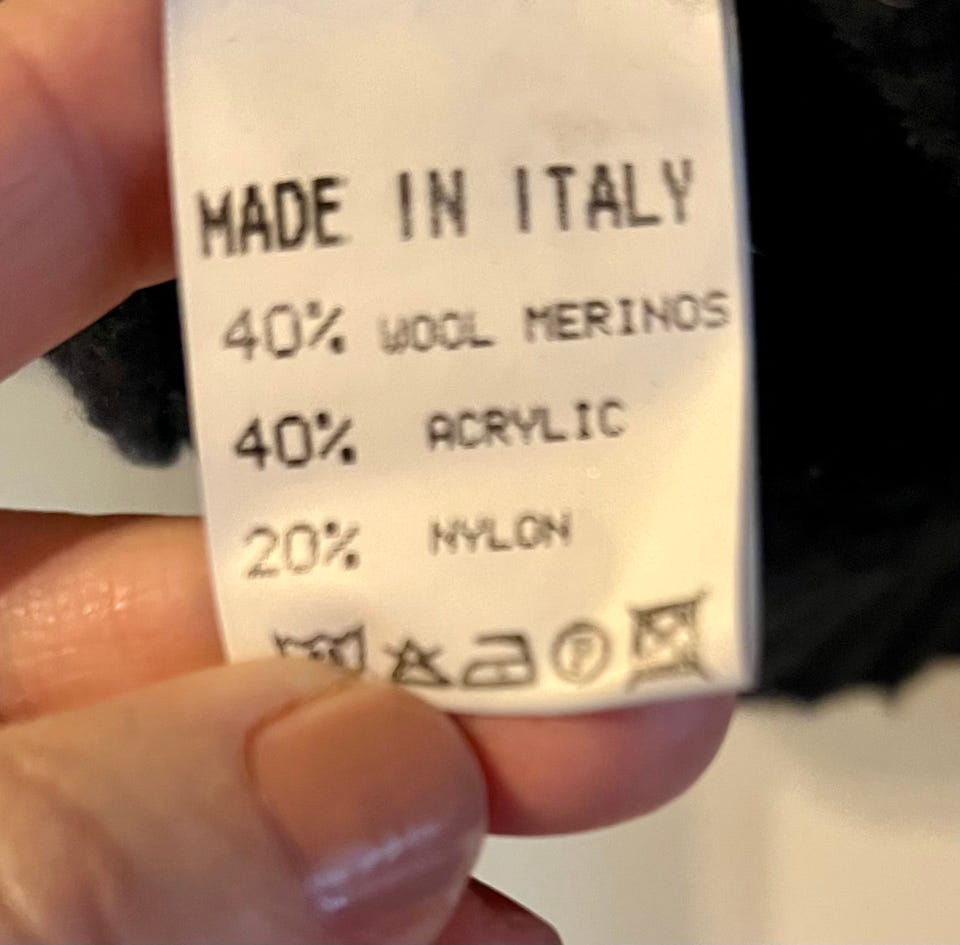 MADE IN ITALY
40% WOOL MERINOS
40% ACRYLIC
20% NYLON
P